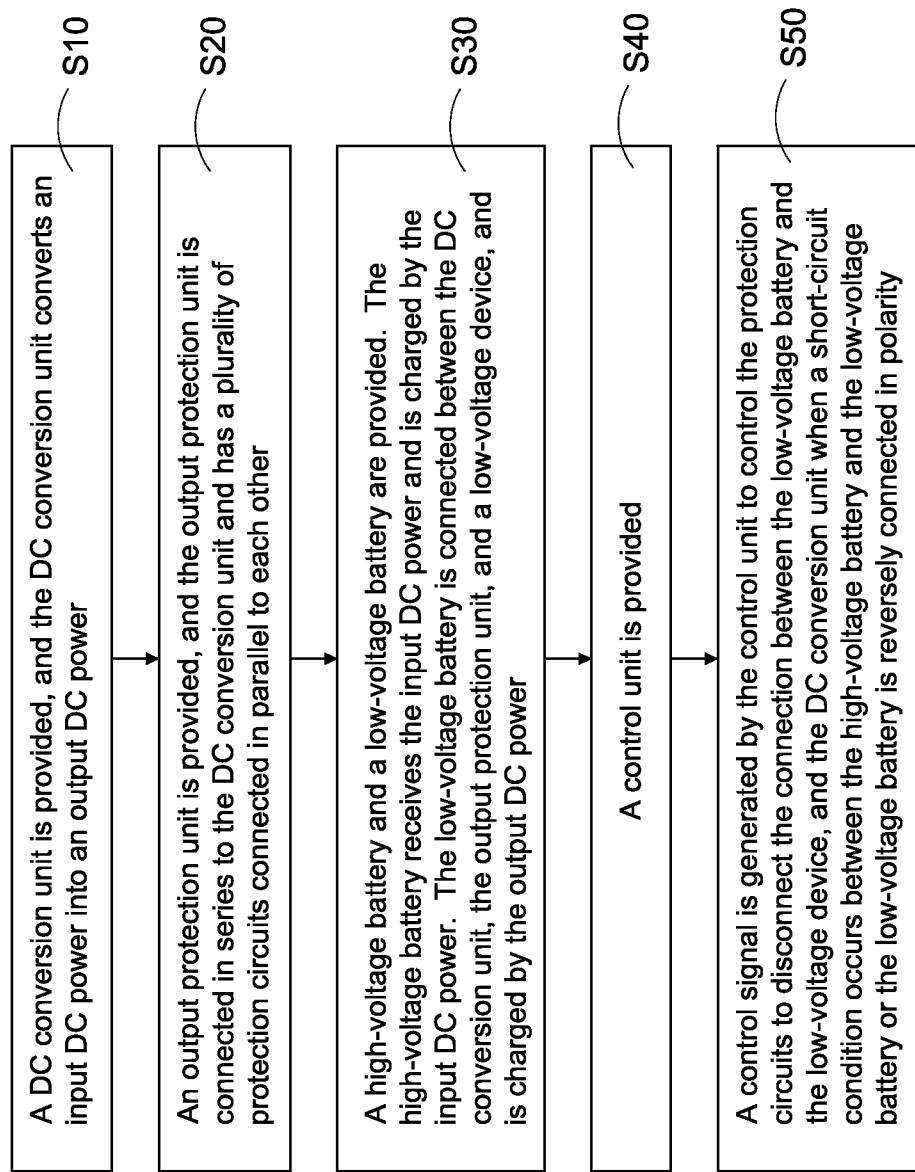 A DC conversion unit is provided, and the DC conversion unit converts an
input DC power into an output DC power
S10
An output protection unit is provided, and the output protection unit is
connected in series to the DC conversion unit and has a plurality of
protection circuits connected in parallel to each other
S20
A high-voltage battery and a low-voltage battery are provided. The
high-voltage battery receives the input DC power and is charged by the
input DC power. The low-voltage battery is connected between the DC
conversion unit, the output protection unit, and a low-voltage device, and
is charged by the output DC power
S30
A control unit is provided
S40
A control signal is generated by the control unit to control the protection
circuits to disconnect the connection between the low-voltage battery and
the low-voltage device, and the DC conversion unit when a short-circuit
condition occurs between the high-voltage battery and the low-voltage
battery or the low-voltage battery is reversely connected in polarity
S50